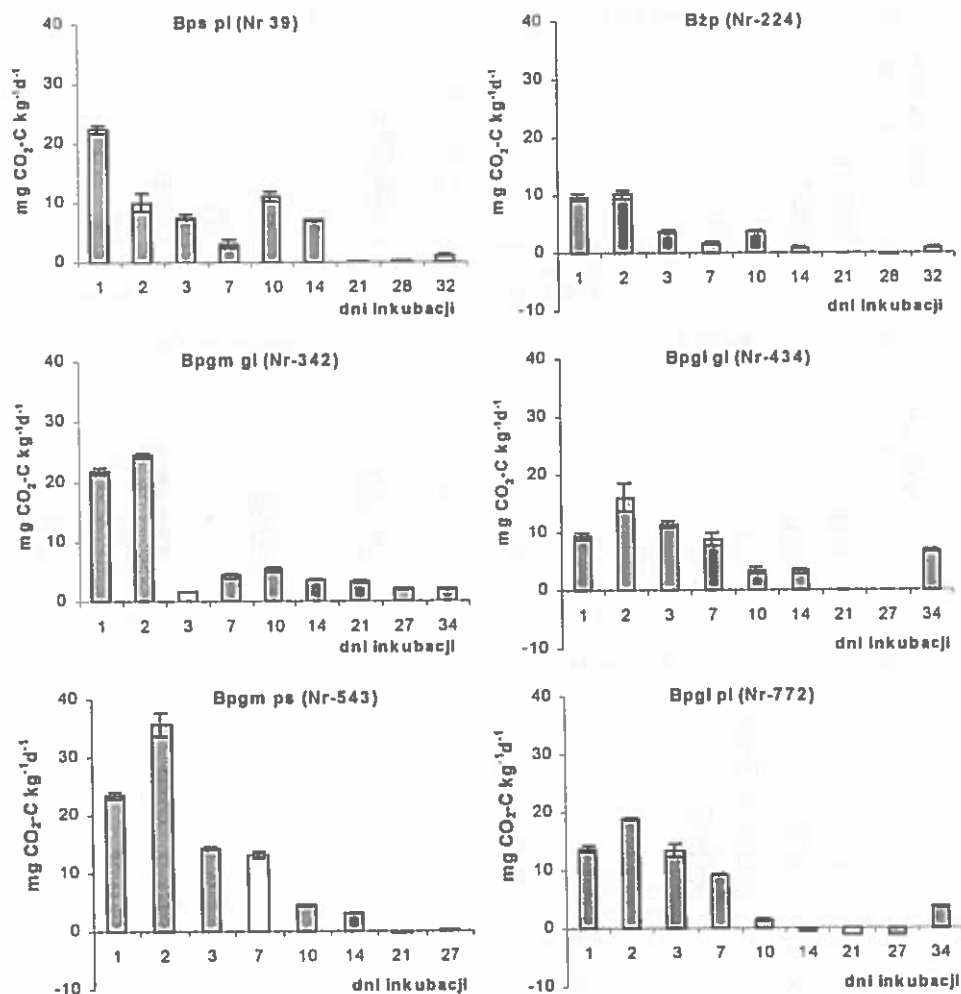 Bps pl (Nr 39)
mg CO₂-C kg⁻¹d⁻¹
40
30
20
10
0
1 2 3 7 10 14 21 28 32
dni inkubacji
Bżp (Nr-224)
mg CO₂-C kg⁻¹d⁻¹
40
30
20
10
0
-10
1 2 3 7 10 14 21 28 32
dni inkubacji
Bpgm gl (Nr-342)
mg CO₂-C kg⁻¹d⁻¹
40
30
20
10
0
1 2 3 7 10 14 21 27 34
dni inkubacji
Bpgl gl (Nr-434)
mg CO₂-C kg⁻¹d⁻¹
40
30
20
10
0
-10
1 2 3 7 10 14 21 27 34
dni inkubacji
Bpgm ps (Nr-543)
mg CO₂-C kg⁻¹d⁻¹
40
30
20
10
0
-10
1 2 3 7 10 14 21 27
dni inkubacji
Bpgl pl (Nr-772)
mg CO₂-C kg⁻¹d⁻¹
40
30
20
10
0
-10
1 2 3 7 10 14 21 27 34
dni inkubacji